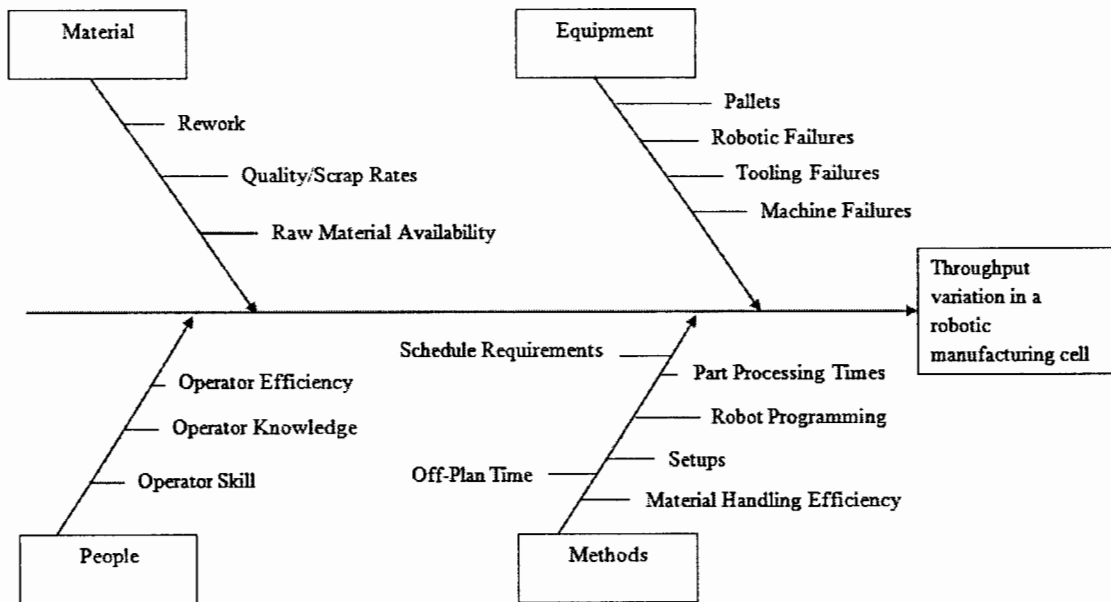 Material
Equipment
Rework
Quality/Scrap Rates
Raw Material Availability
Pallets
Robotic Failures
Tooling Failures
Machine Failures
Throughput
variation in a
robotic
manufacturing cell
Operator Efficiency
Operator Knowledge
Operator Skill
Schedule Requirements
Part Processing Times
Robot Programming
Setups
Off-Plan Time
Material Handling Efficiency
People
Methods